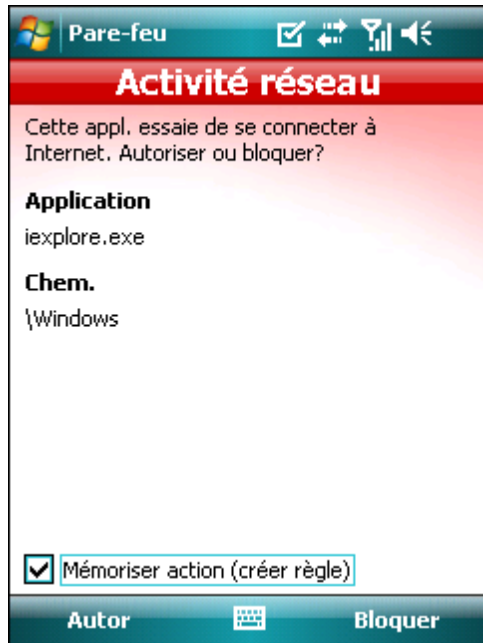 Pare-feu
Activité réseau
Cette appl. essaie de se connecter à
Internet. Autoriser ou bloquer?
Application
iexplore.exe
Chem.
\Windows
Mémoriser action (créer règle)
Autor
Bloquer